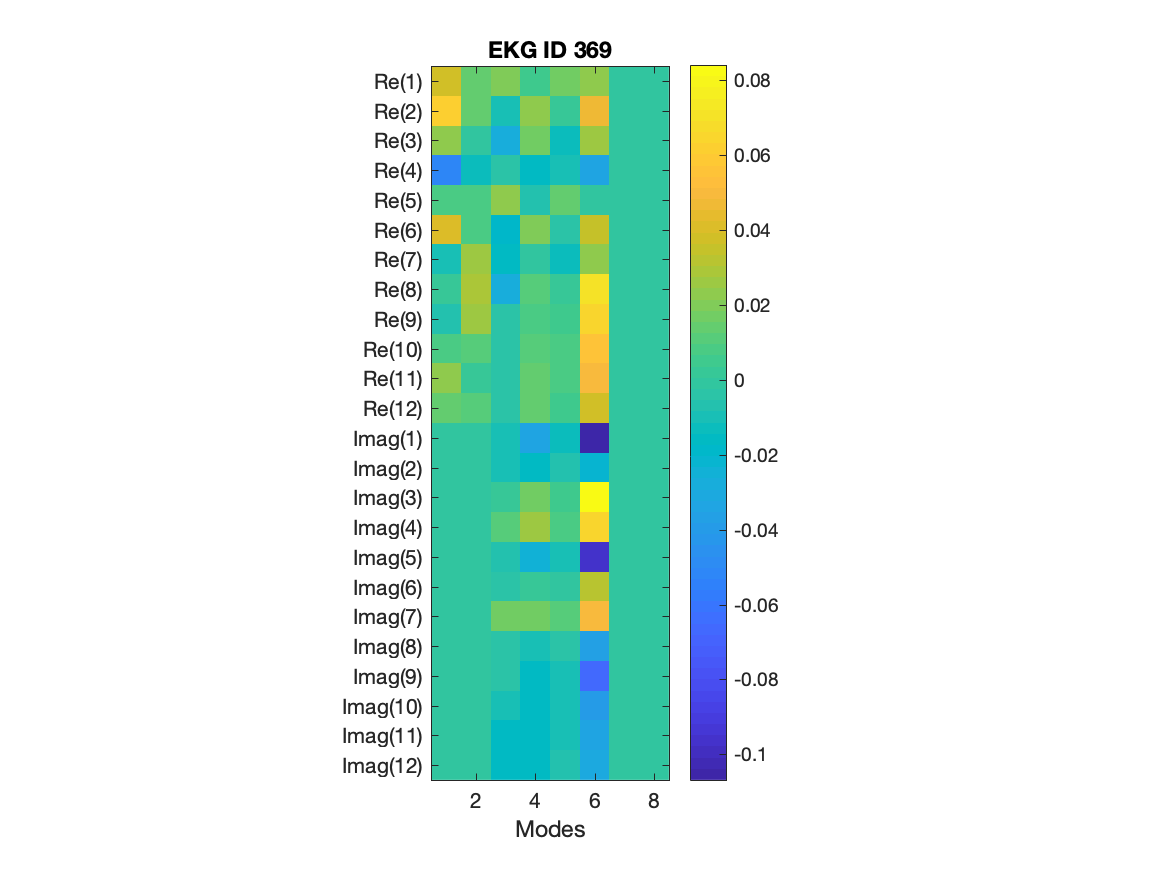 EKG ID 369
Re(1)
Re(2)
Re(3)
Re(4)
Re(5)
Re(6)
Re(7)
Re(8)
Re(9)
Re(10)
Re(11)
Re(12)
Imag(1)
Imag(2)
Imag(3)
Imag(4)
Imag(5)
Imag(6)
Imag(7)
Imag(8)
Imag(9)
Imag(10)
Imag(11)
Imag(12)
2 4 6 8
Modes
0.08
0.06
0.04
0.02
0
-0.02
-0.04
-0.06
-0.08
-0.1